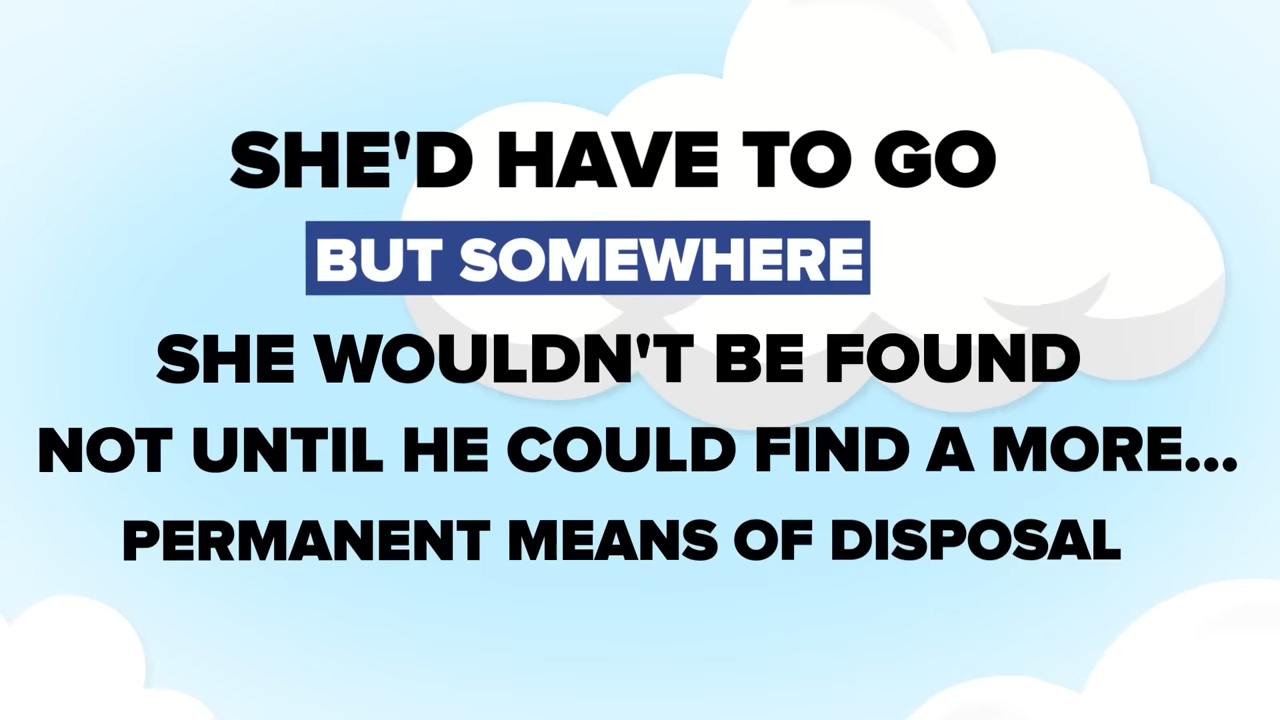 SHE'D HAVE TO GO
BUT SOMEWHERE
SHE WOULDN'T BE FOUND
NOT UNTIL HE COULD FIND A MORE...
PERMANENT MEANS OF DISPOSAL